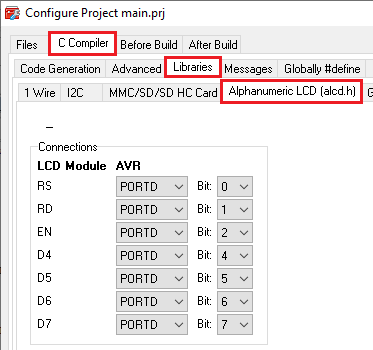 Configure Project main.prj
Files C Compiler Before Build After Build
Code Generation Advanced Libraries Messages Globally #define
1 Wire I2C MMC/SD/SD HC Card Alphanumeric LCD (alcd.h) G
Connections
LCD Module AVR
RS PORTD Bit: 0
RD PORTD Bit: 1
EN PORTD Bit: 2
D4 PORTD Bit: 4
D5 PORTD Bit: 5
D6 PORTD Bit: 6
D7 PORTD Bit: 7